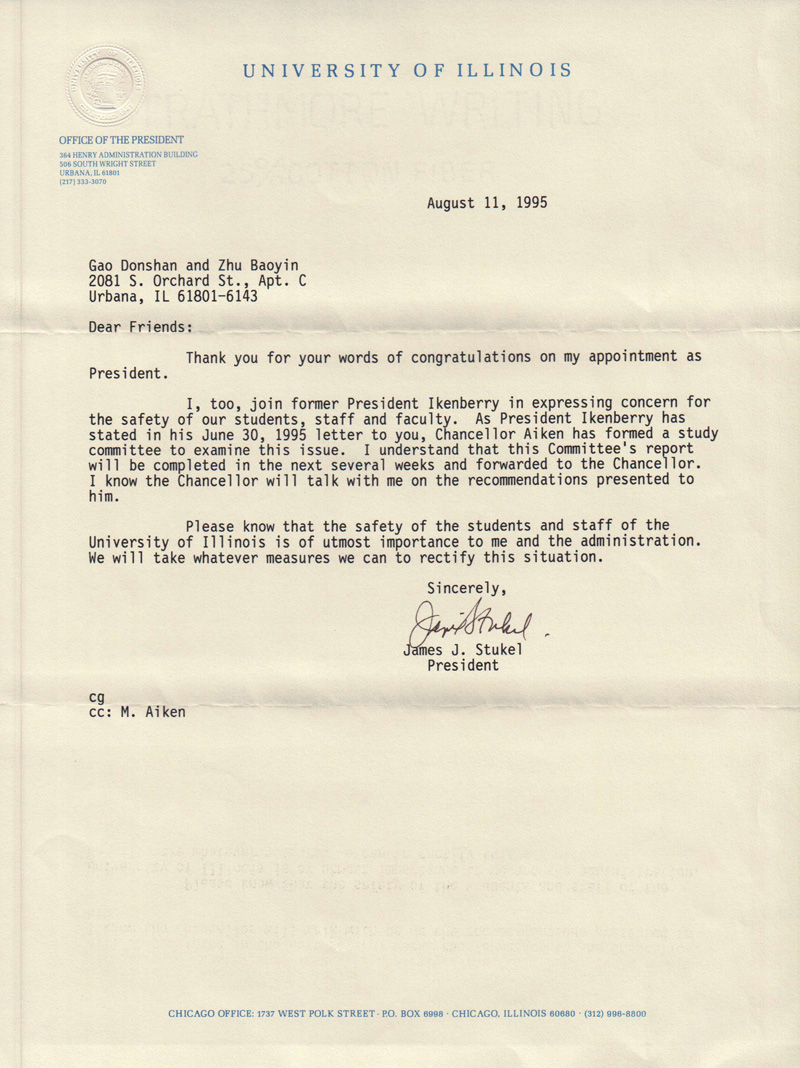 UNIVERSITY OF ILLINOIS
OFFICE OF THE PRESIDENT
364 HENRY ADMINISTRATION BUILDING
506 SOUTH WRIGHT STREET
URBANA, IL 61801
(217) 333-3070
August 11, 1995
Gao Donshan and Zhu Baoyin
2081 S. Orchard St., Apt. C
Urbana, IL 61801-6143
Dear Friends:
Thank you for your words of congratulations on my appointment as
President.
I, too, join former President Ikenberry in expressing concern for
the safety of our students, staff and faculty. As President Ikenberry has
stated in his June 30, 1995 letter to you, Chancellor Aiken has formed a study
committee to examine this issue. I understand that this Committee's report
will be completed in the next several weeks and forwarded to the Chancellor.
I know the Chancellor will talk with me on the recommendations presented to
him.
Please know that the safety of the students and staff of the
University of Illinois is of utmost importance to me and the administration.
We will take whatever measures we can to rectify this situation.
Sincerely,
James J. Stukel
President
cg
cc: M. Aiken
CHICAGO OFFICE: 1737 WEST POLK STREET · P.O. BOX 6998 · CHICAGO, ILLINOIS 60680 · (312) 996-8800